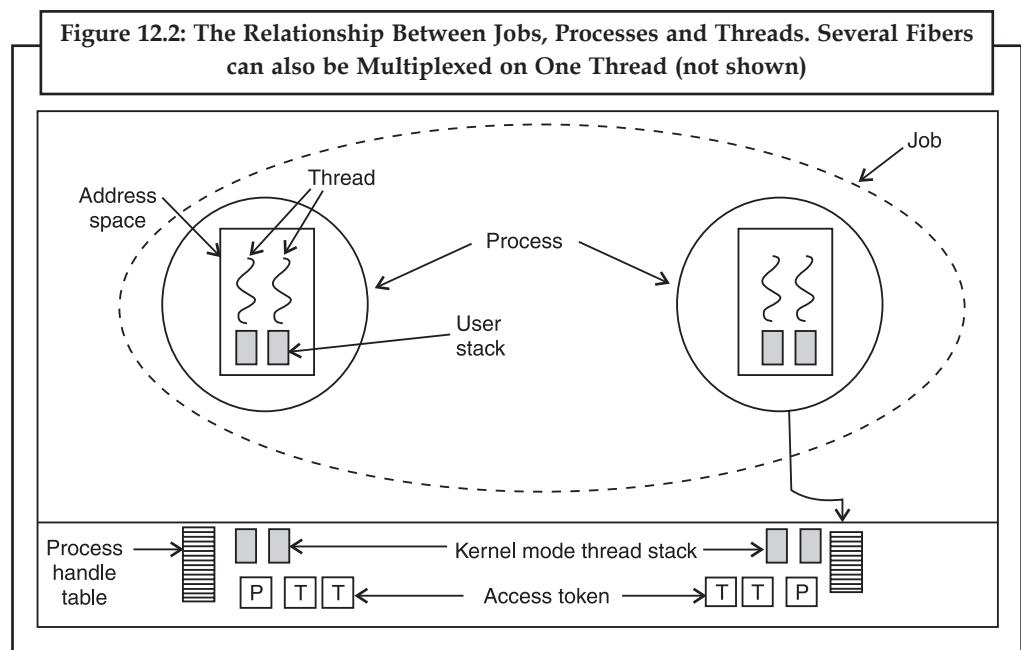 Figure 12.2: The Relationship Between Jobs, Processes and Threads. Several Fibers
can also be Multiplexed on One Thread (not shown)
Job
Thread
Address
space
Process
User
stack
Process
handle
table
Kernel mode thread stack
P T T
Access token
T T P